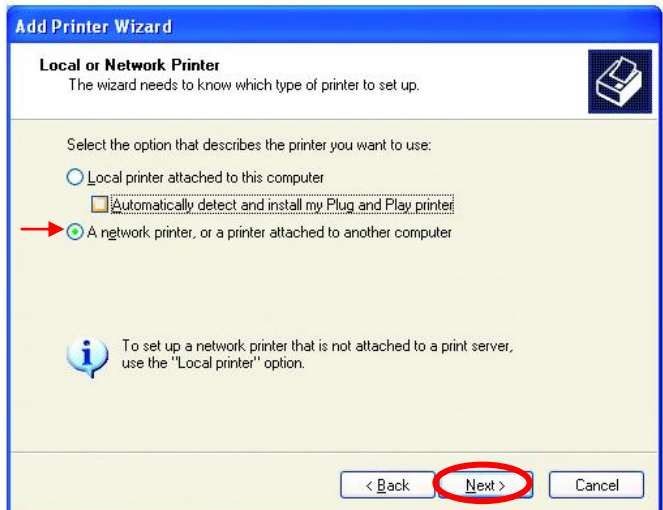 Add Printer Wizard
Local or Network Printer
The wizard needs to know which type of printer to set up.
Select the option that describes the printer you want to use:
Local printer attached to this computer
Automatically detect and install my Plug and Play printer
A network printer, or a printer attached to another computer
To set up a network printer that is not attached to a print server,
use the "Local printer" option.
< Back Next > Cancel